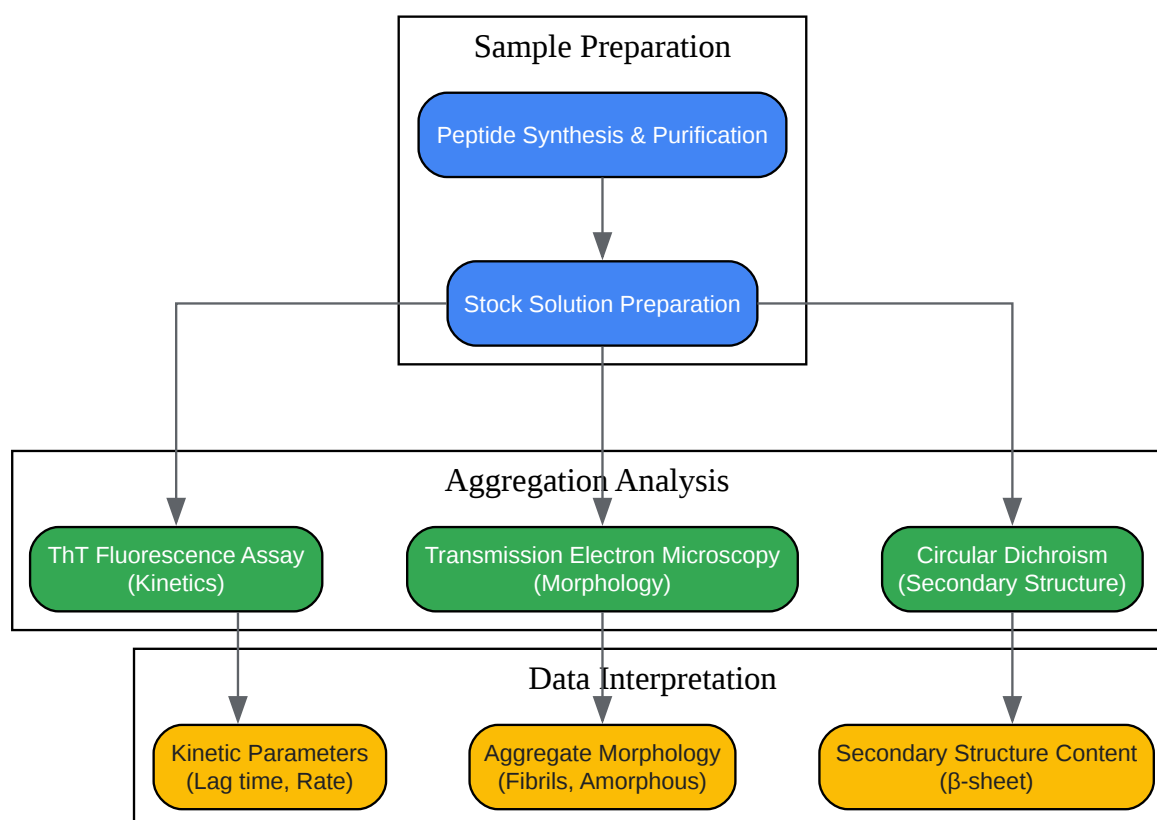 Sample Preparation
Peptide Synthesis & Purification
Stock Solution Preparation
Aggregation Analysis
ThT Fluorescence Assay
(Kinetics)
Transmission Electron Microscopy
(Morphology)
Circular Dichroism
(Secondary Structure)
Data Interpretation
Kinetic Parameters
(Lag time, Rate)
Aggregate Morphology
(Fibrils, Amorphous)
Secondary Structure Content
(β-sheet)